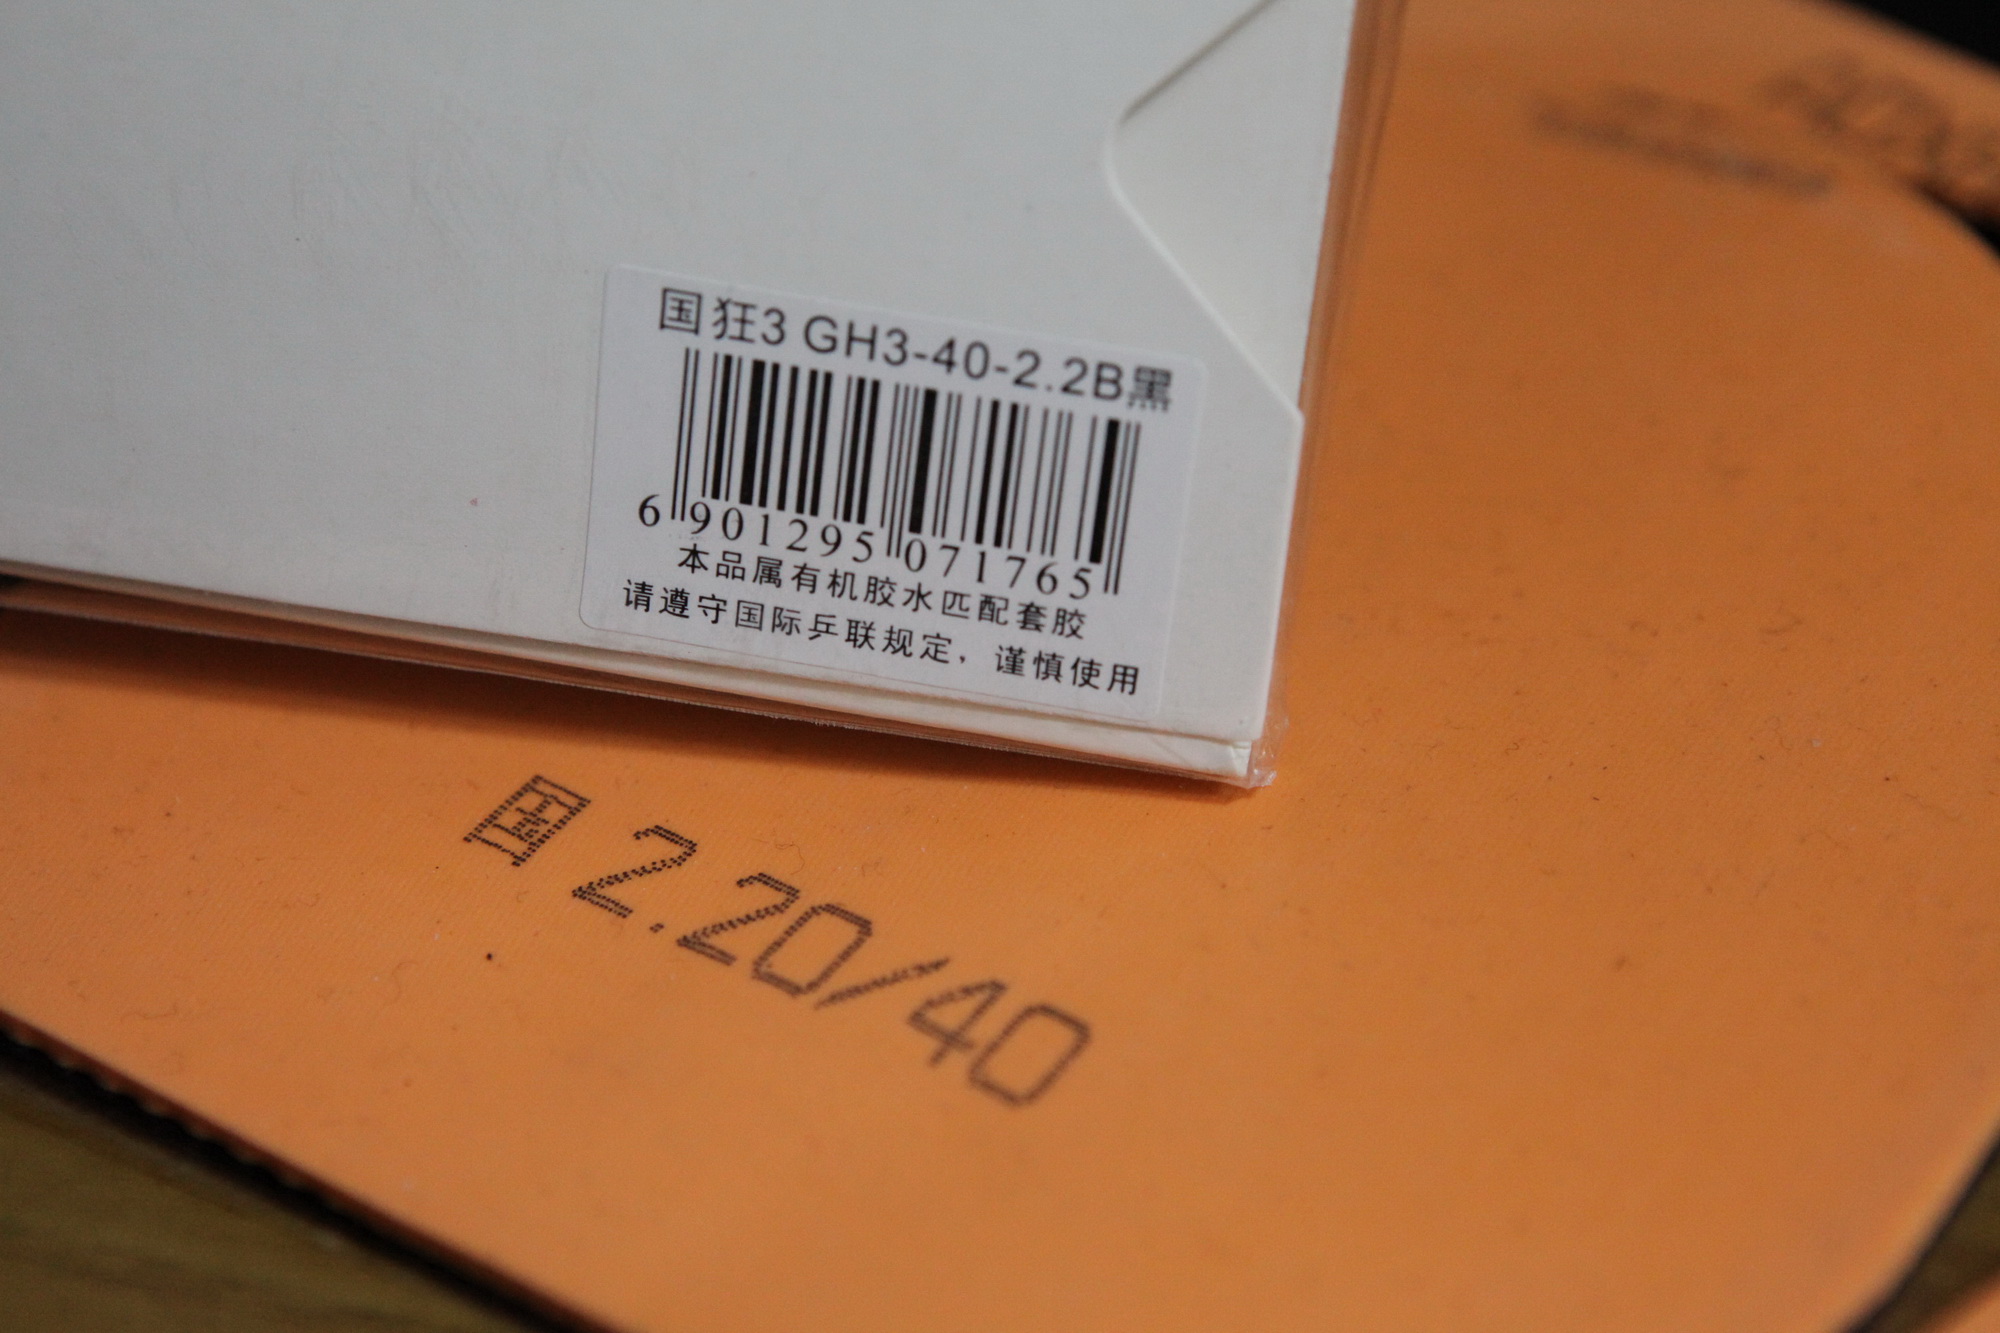 国狂3 GH3-40-2.2B黑
6 901295 071765
本品属有机胶水匹配套胶
请遵守国际乒联规定，谨慎使用
国 2.20/40